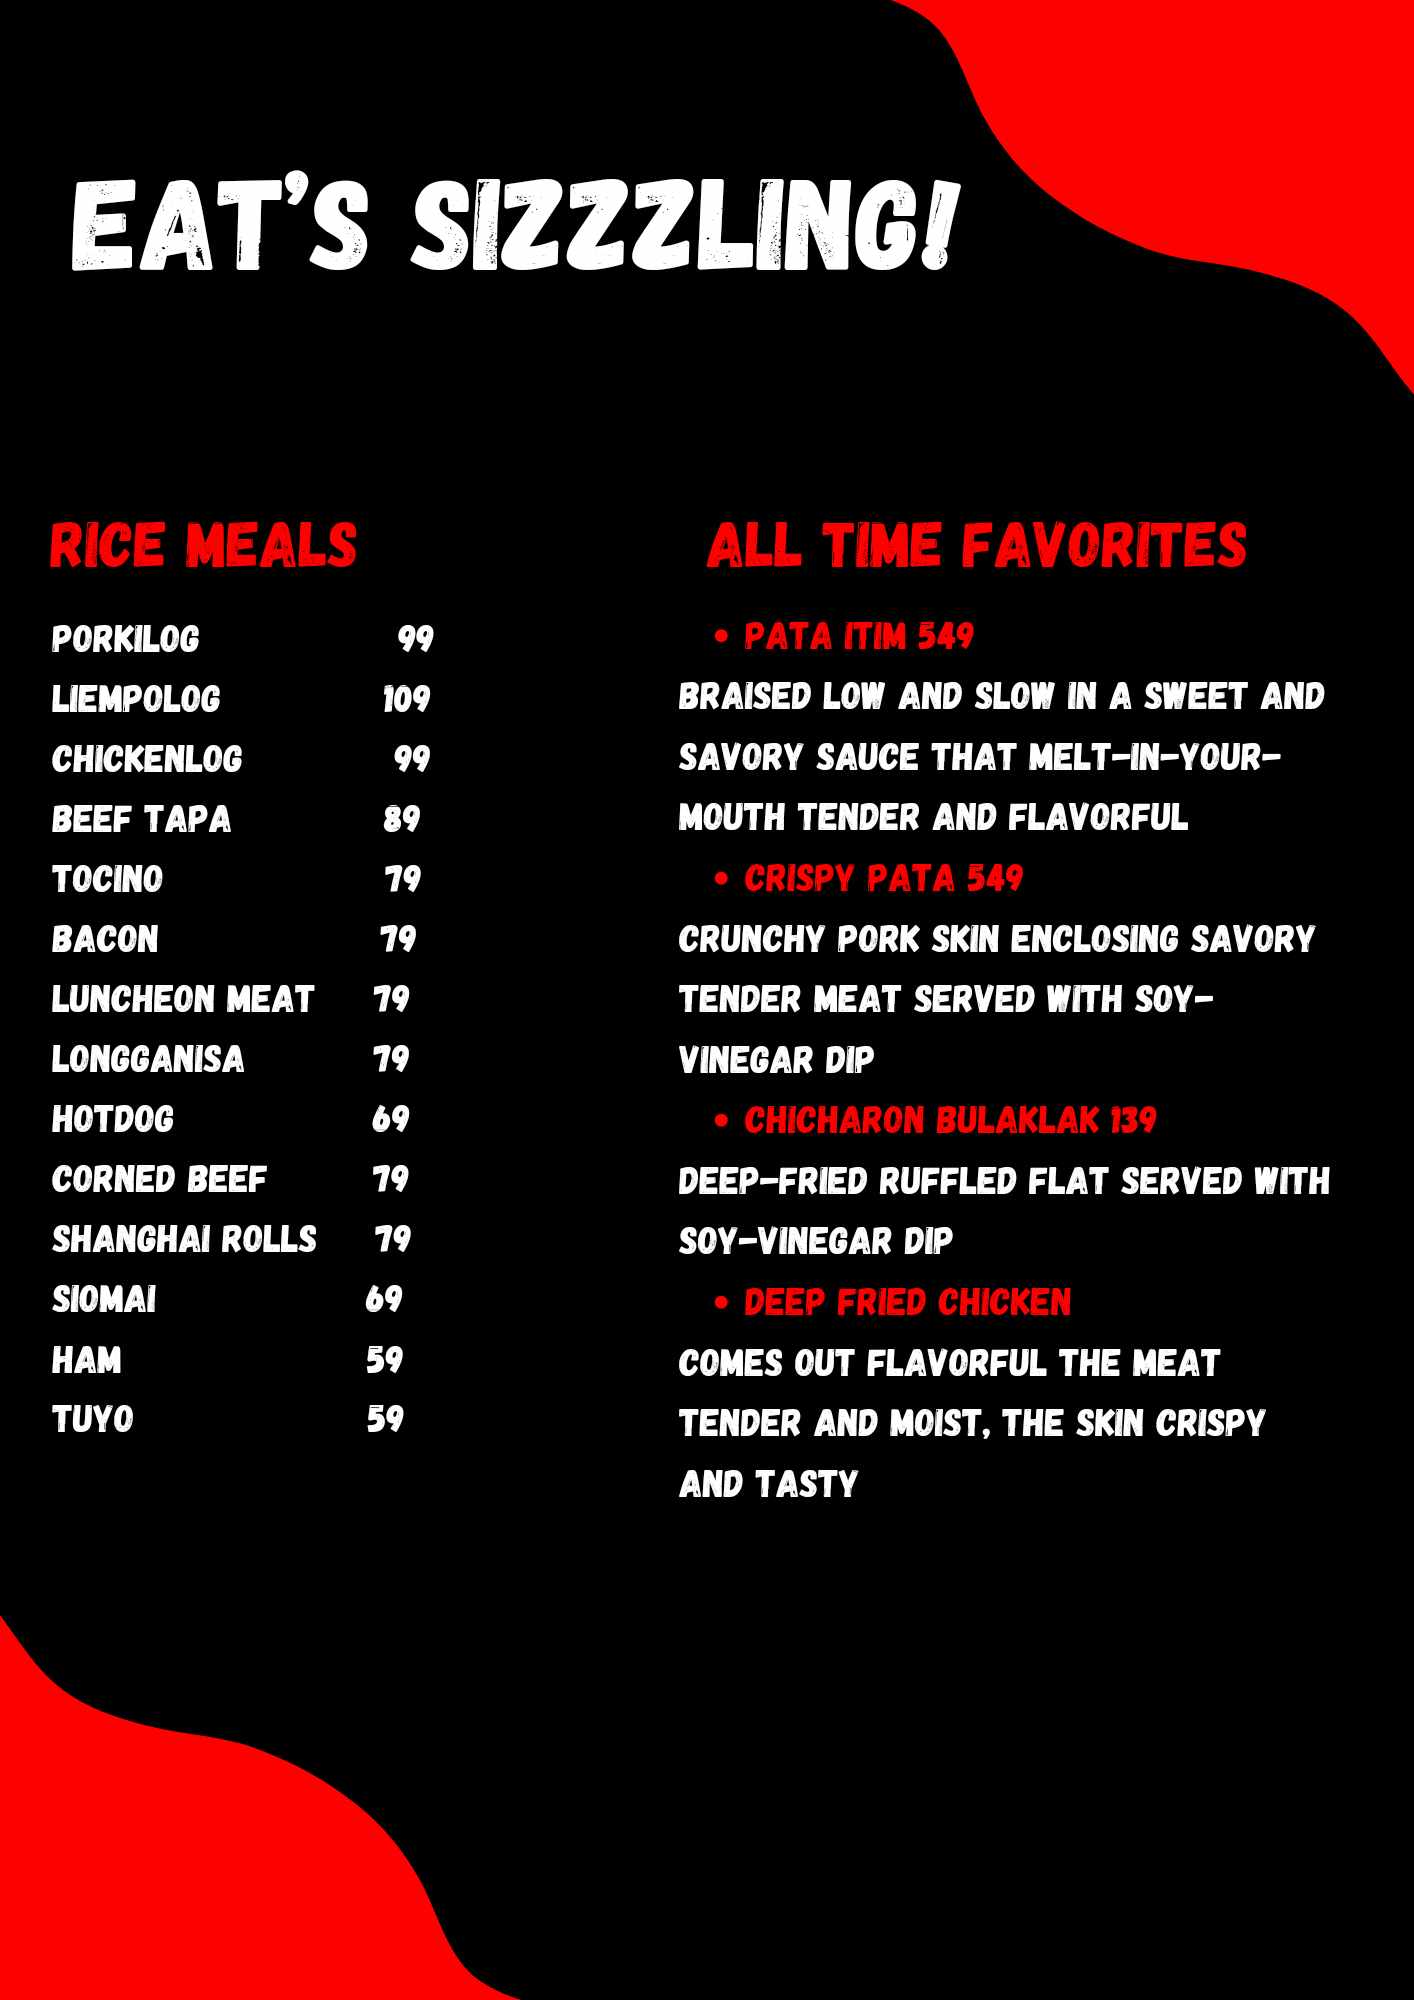 EAT'S SIZZZLING!
RICE MEALS
PORKILOG 99
LIEMPOLOG 109
CHICKENLOG 99
BEEF TAPA 89
TOCINO 79
BACON 79
LUNCHEON MEAT 79
LONGGANISA 79
HOTDOG 69
CORNED BEEF 79
SHANGHAI ROLLS 79
SIOMAI 69
HAM 59
TUYO 59
ALL TIME FAVORITES
• PATA ITIM 549
BRAISED LOW AND SLOW IN A SWEET AND
SAVORY SAUCE THAT MELT-IN-YOUR-
MOUTH TENDER AND FLAVORFUL
• CRISPY PATA 549
CRUNCHY PORK SKIN ENCLOSING SAVORY
TENDER MEAT SERVED WITH SOY-
VINEGAR DIP
• CHICHARON BULAKLAK 139
DEEP-FRIED RUFFLED FLAT SERVED WITH
SOY-VINEGAR DIP
• DEEP FRIED CHICKEN
COMES OUT FLAVORFUL THE MEAT
TENDER AND MOIST, THE SKIN CRISPY
AND TASTY